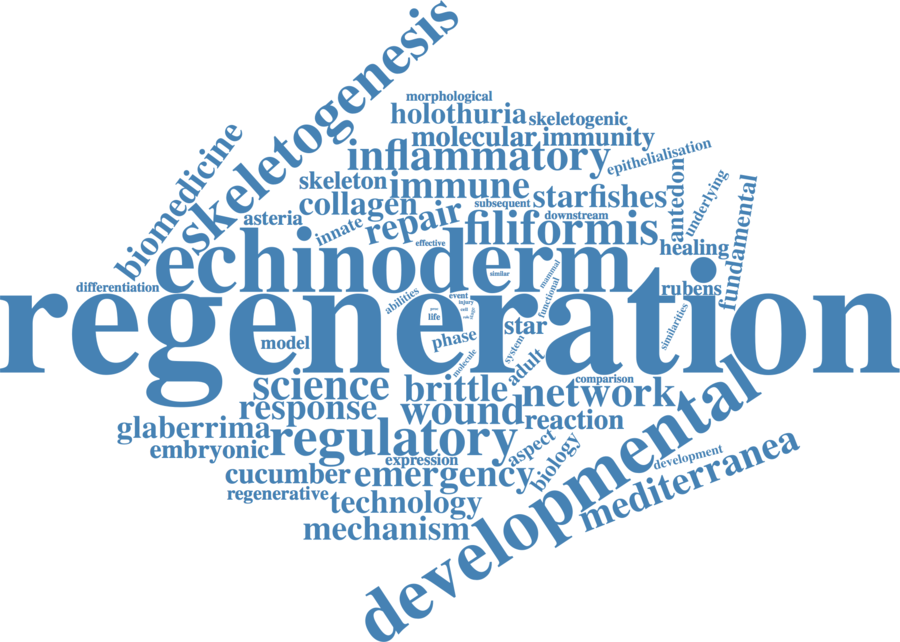 morphological
holothuria
skeletogenic
skeletogenesis
molecular
immunity
inflammatory
epithelialisation
biomedicine
skeleton
immune
starfishes
antedon
underlying
fundamental
collagen
subsequent
asteria
innate
repair
filiformis
downstream
healing
effective
echinoderm
similar
mammal
functional
differentiation
rubens
regeneration
abilities
event
injury
cell
life
similarities
model
phase
star
system
molecule
adult
science
brittle
network
comparison
response
wound
reaction
glaberrima
embryonic
regulatory
aspect
biology
developmental
expression
development
cucumber
emergency
mediterranea
regenerative
technology
mechanism